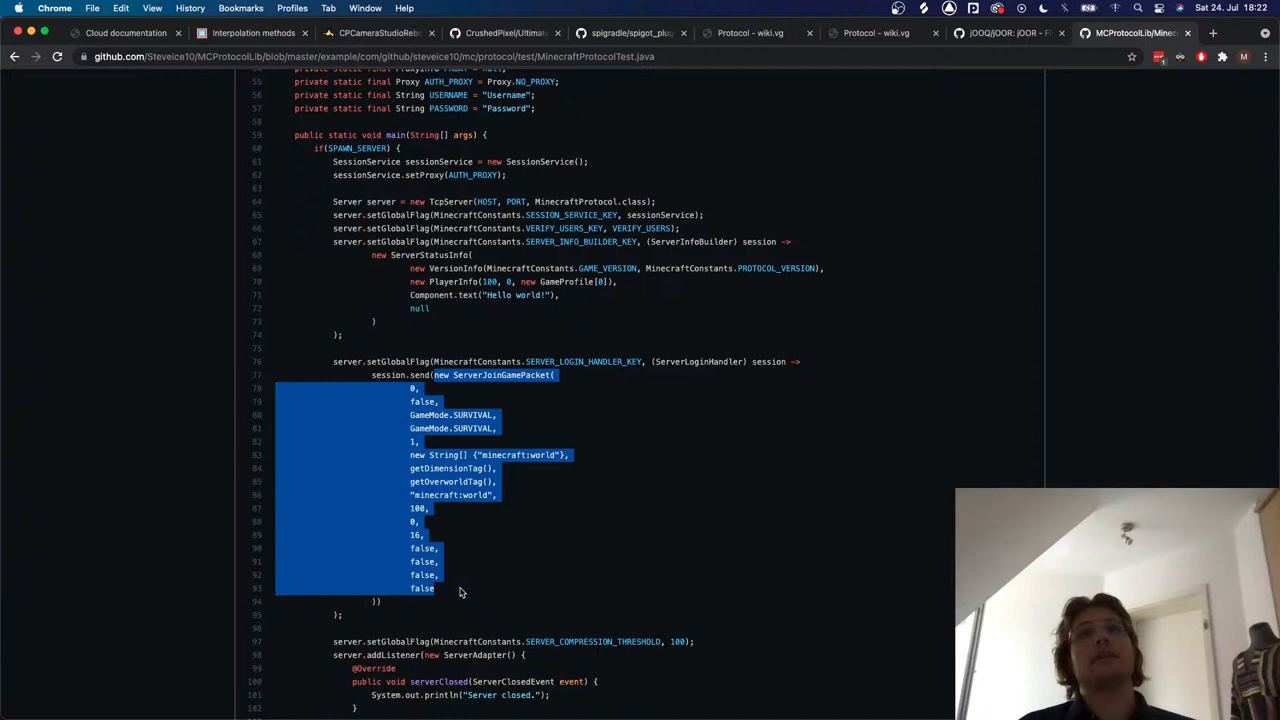 Chrome File Edit View History Bookmarks Profiles Tab Window Help Sat 24. Jul 18:22
Cloud documentation Interpolation methods CPCameraStudioRebo CrushedPixel/Ultimate spigradle/spigot_plug Protocol - wiki.vg Protocol - wiki.vg jOOQ/jOOR: jOOR - Fl MCProtocolLib/Minecr
github.com/Steveice10/MCProtocolLib/blob/master/example/com/github/steveice10/mc/protocol/test/MinecraftProtocolTest.java
55 private static final Proxy AUTH_PROXY = Proxy.NO_PROXY;
56 private static final String USERNAME = "Username";
57 private static final String PASSWORD = "Password";
58
59 public static void main(String[] args) {
60 if(SPAWN_SERVER) {
61 SessionService sessionService = new SessionService();
62 sessionService.setProxy(AUTH_PROXY);
63
64 Server server = new TcpServer(HOST, PORT, MinecraftProtocol.class);
65 server.setGlobalFlag(MinecraftConstants.SESSION_SERVICE_KEY, sessionService);
66 server.setGlobalFlag(MinecraftConstants.VERIFY_USERS_KEY, VERIFY_USERS);
67 server.setGlobalFlag(MinecraftConstants.SERVER_INFO_BUILDER_KEY, (ServerInfoBuilder) session ->
68 new ServerStatusInfo(
69 new VersionInfo(MinecraftConstants.GAME_VERSION, MinecraftConstants.PROTOCOL_VERSION),
70 new PlayerInfo(100, 0, new GameProfile[0]),
71 Component.text("Hello world!"),
72 null
73 )
74 );
75
76 server.setGlobalFlag(MinecraftConstants.SERVER_LOGIN_HANDLER_KEY, (ServerLoginHandler) session ->
77 session.send(new ServerJoinGamePacket(
78 0,
79 false,
80 GameMode.SURVIVAL,
81 GameMode.SURVIVAL,
82 1,
83 new String[] {"minecraft:world"},
84 getDimensionTag(),
85 getOverworldTag(),
86 "minecraft:world",
87 100,
88 0,
89 16,
90 false,
91 false,
92 false,
93 false
94 ))
95 );
96
97 server.setGlobalFlag(MinecraftConstants.SERVER_COMPRESSION_THRESHOLD, 100);
98 server.addListener(new ServerAdapter() {
99 @Override
100 public void serverClosed(ServerClosedEvent event) {
101 System.out.println("Server closed.");
102 }